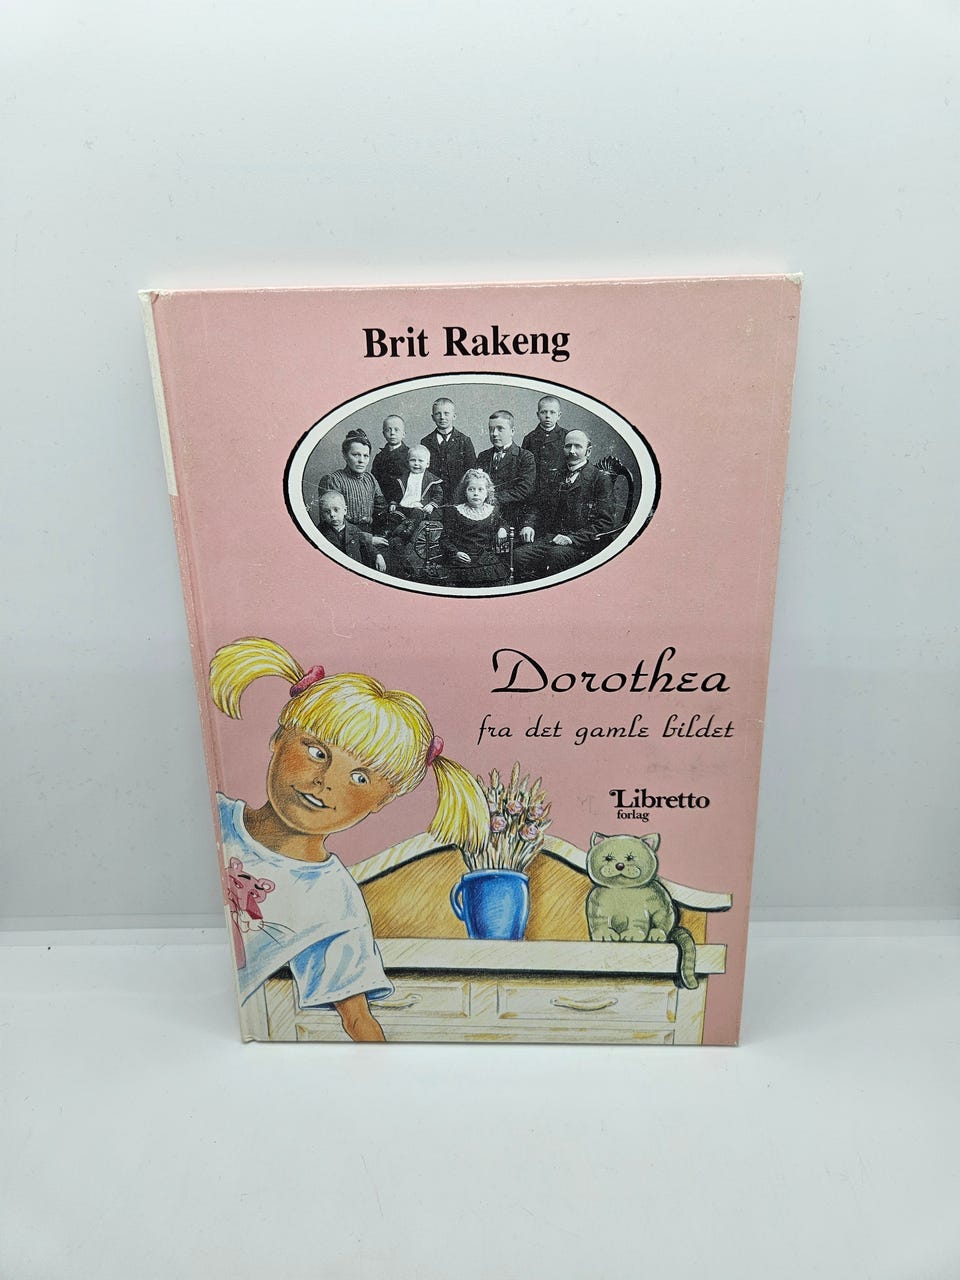 Brit Rakeng
Dorothea
fra det gamle bildet
Libretto
forlag